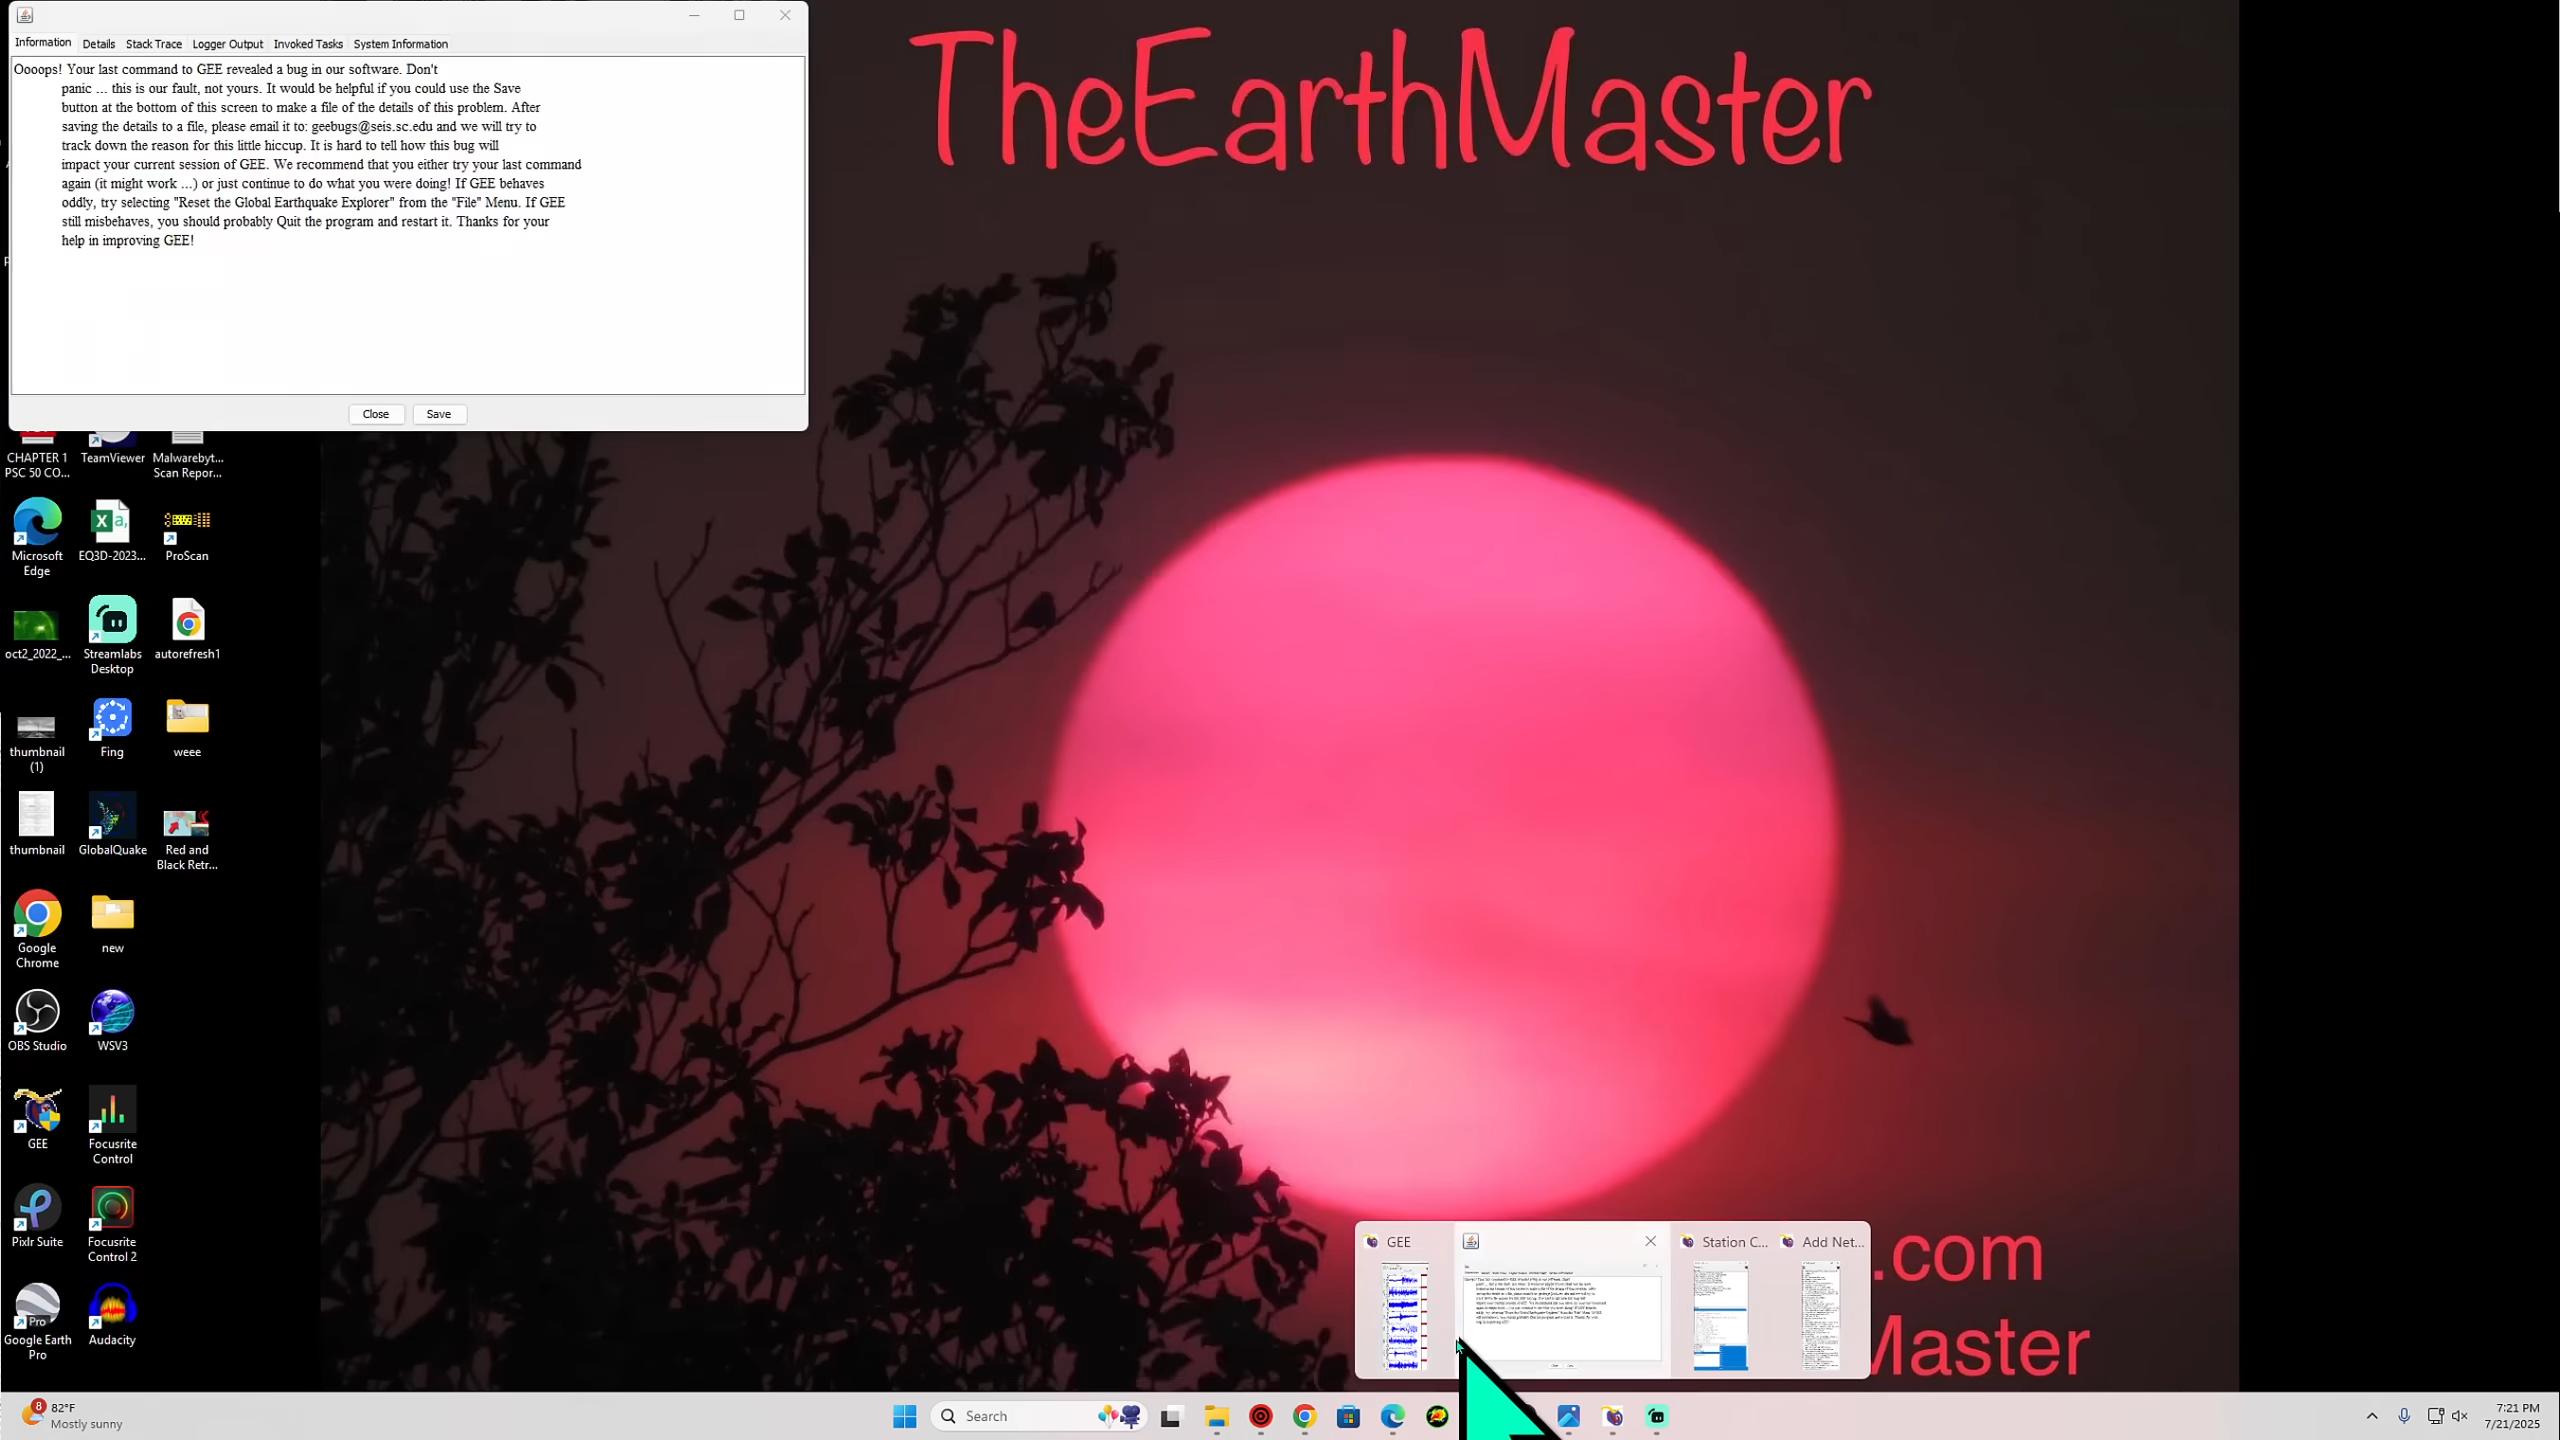 Information Details Stack Trace Logger Output Invoked Tasks System Information
Oooops! Your last command to GEE revealed a bug in our software. Don't
panic ... this is our fault, not yours. It would be helpful if you could use the Save
button at the bottom of this screen to make a file of the details of this problem. After
saving the details to a file, please email it to: geebugs@seis.sc.edu and we will try to
track down the reason for this little hiccup. It is hard to tell how this bug will
impact your current session of GEE. We recommend that you either try your last command
again (it might work ...) or just continue to do what you were doing! If GEE behaves
oddly, try selecting "Reset the Global Earthquake Explorer" from the "File" Menu. If GEE
still misbehaves, you should probably Quit the program and restart it. Thanks for your
help in improving GEE!
Close Save
TheEarthMaster
CHAPTER 1
PSC 50 CO...
TeamViewer
Malwarebyt...
Scan Repor...
Microsoft
Edge
EQ3D-2023...
ProScan
oct2_2022_...
Streamlabs
Desktop
autorefresh1
thumbnail
(1)
Fing
weee
thumbnail
GlobalQuake
Red and
Black Retr...
Google
Chrome
new
OBS Studio
WSV3
GEE
Focusrite
Control
Pixlr Suite
Focusrite
Control 2
Pro
Google Earth
Pro
Audacity
GEE
Station C...
Add Net...
.com
Master
8
82°F
Mostly sunny
Search
7:21 PM
7/21/2025